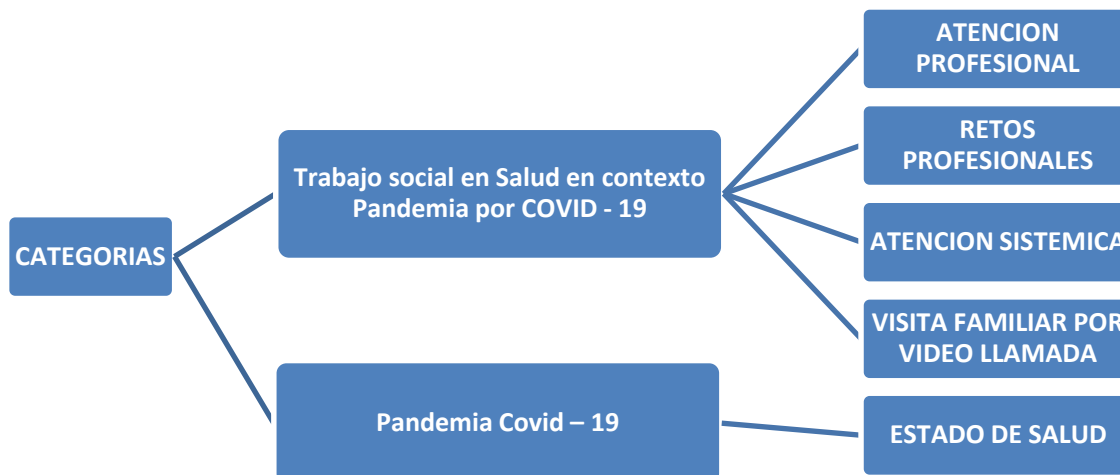 CATEGORIAS
Trabajo social en Salud en contexto
Pandemia por COVID - 19
ATENCION
PROFESIONAL
RETOS
PROFESIONALES
ATENCION SISTEMICA
VISITA FAMILIAR POR
VIDEO LLAMADA
Pandemia Covid – 19
ESTADO DE SALUD